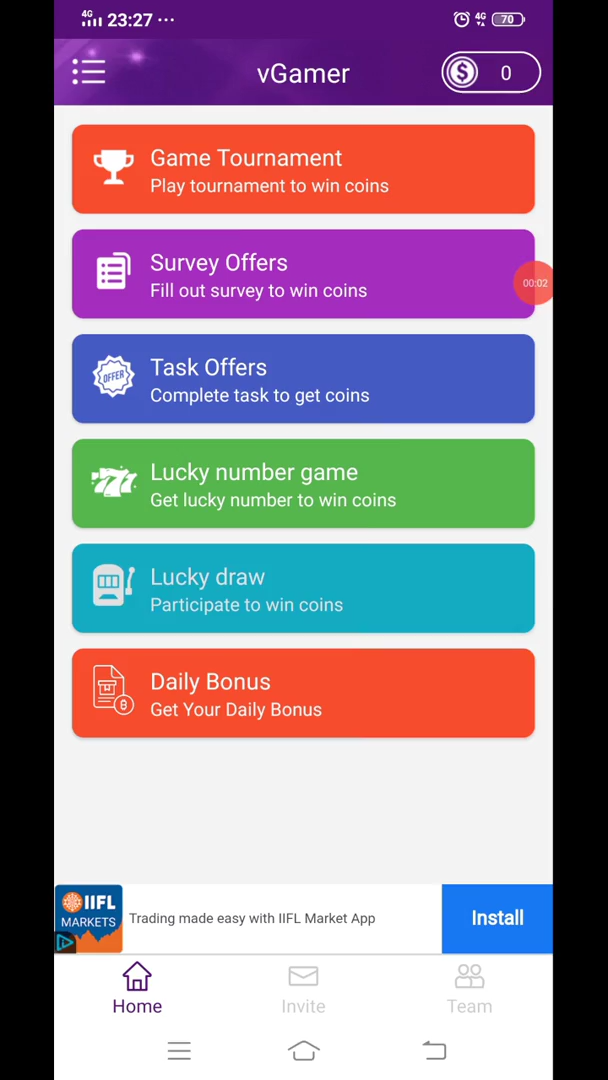 4G 23:27 ... 4G 70
vGamer 0
Game Tournament
Play tournament to win coins
Survey Offers
Fill out survey to win coins
00:02
OFFER
Task Offers
Complete task to get coins
777
Lucky number game
Get lucky number to win coins
Lucky draw
Participate to win coins
Daily Bonus
Get Your Daily Bonus
IIFL
MARKETS
Trading made easy with IIFL Market App
Install
Home Invite Team